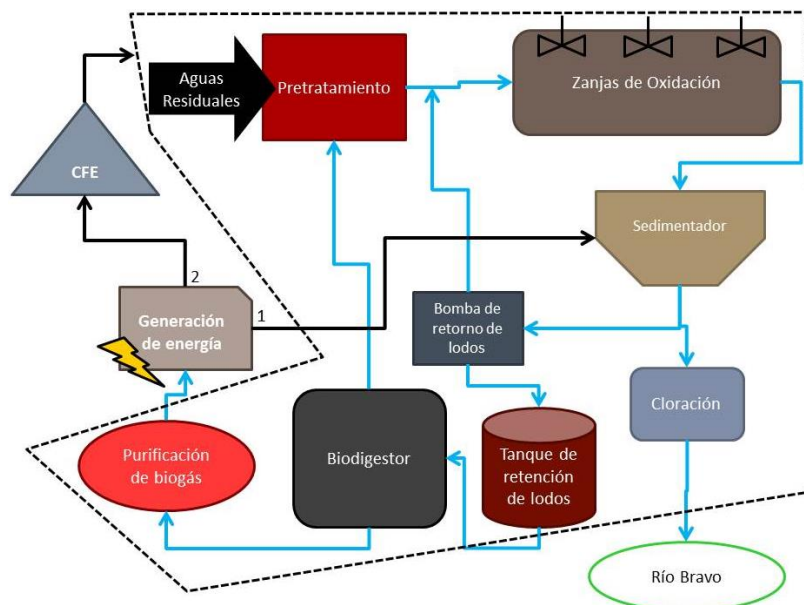 Aguas
Residuales
Pretratamiento
Zanjas de Oxidación
CFE
Sedimentador
2
1
Generación
de energía
Bomba de
retorno de
lodos
Cloración
Purificación
de biogás
Biodigestor
Tanque de
retención
de lodos
Río Bravo